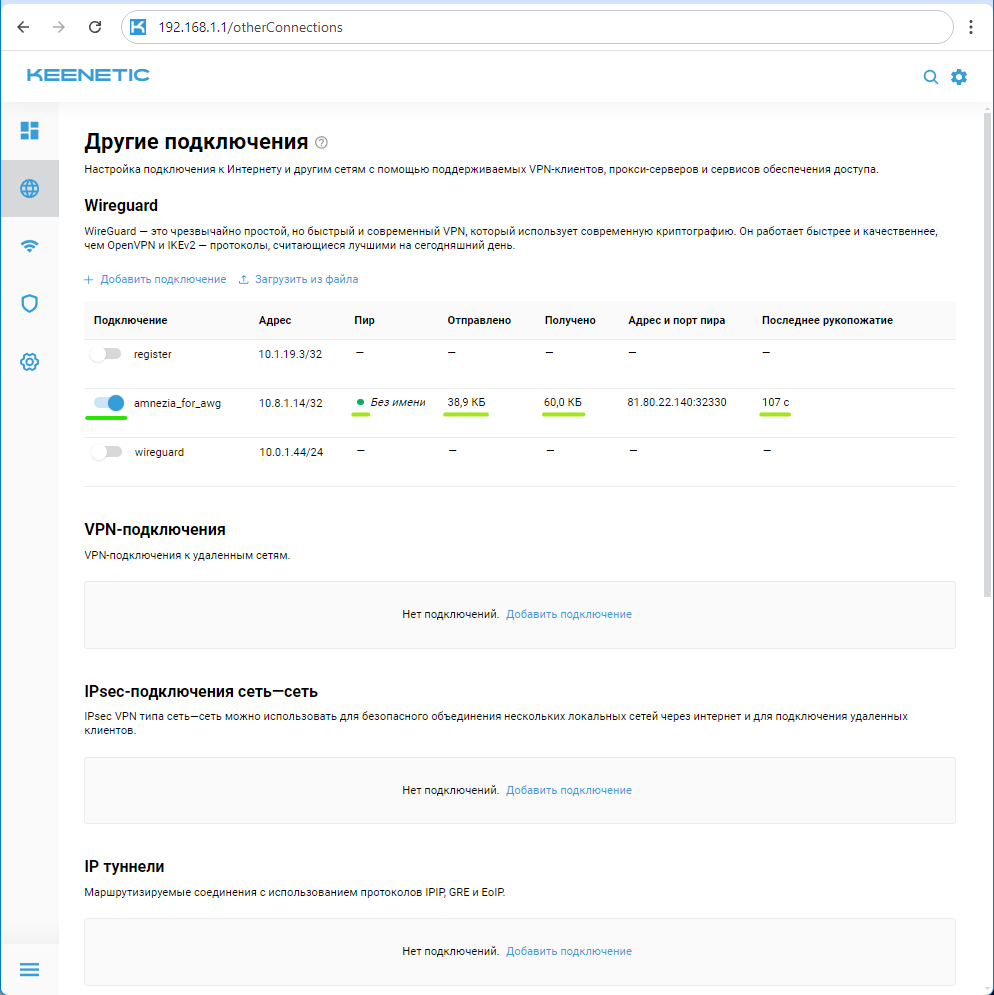 192.168.1.1/otherConnections
KEENETIC
Другие подключения ?
Настройка подключения к Интернету и другим сетям с помощью поддерживаемых VPN-клиентов, прокси-серверов и сервисов обеспечения доступа.
Wireguard
WireGuard — это чрезвычайно простой, но быстрый и современный VPN, который использует современную криптографию. Он работает быстрее и качественнее,
чем OpenVPN и IKEv2 — протоколы, считающиеся лучшими на сегодняшний день.
+ Добавить подключение Загрузить из файла
Подключение Адрес Пир Отправлено Получено Адрес и порт пира Последнее рукопожатие
register 10.1.19.3/32 — — — — —
amnezia_for_awg 10.8.1.14/32 Без имени 38,9 КБ 60,0 КБ 81.80.22.140:32330 107 с
wireguard 10.0.1.44/24 — — — — —
VPN-подключения
VPN-подключения к удаленным сетям.
Нет подключений. Добавить подключение
IPsec-подключения сеть—сеть
IPsec VPN типа сеть—сеть можно использовать для безопасного объединения нескольких локальных сетей через интернет и для подключения удаленных
клиентов.
Нет подключений. Добавить подключение
IP туннели
Маршрутизируемые соединения с использованием протоколов IPIP, GRE и EoIP.
Нет подключений. Добавить подключение